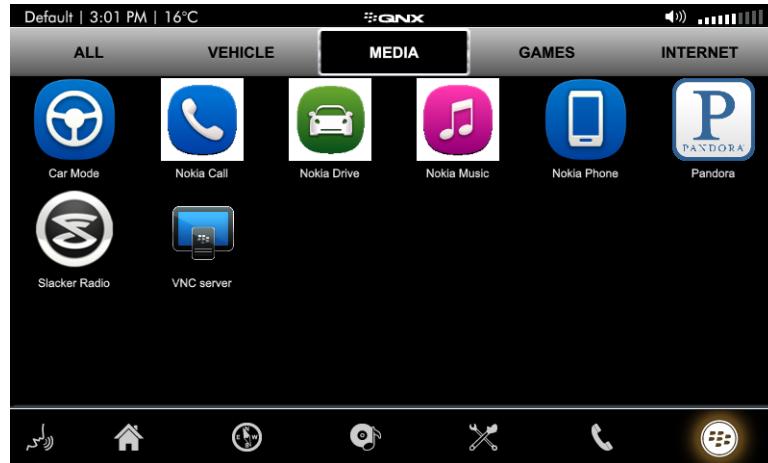 Default | 3:01 PM | 16°C
QNX
ALL
VEHICLE
MEDIA
GAMES
INTERNET
P
PANDORA
Car Mode
Nokia Call
Nokia Drive
Nokia Music
Nokia Phone
Pandora
Slacker Radio
VNC server
E W